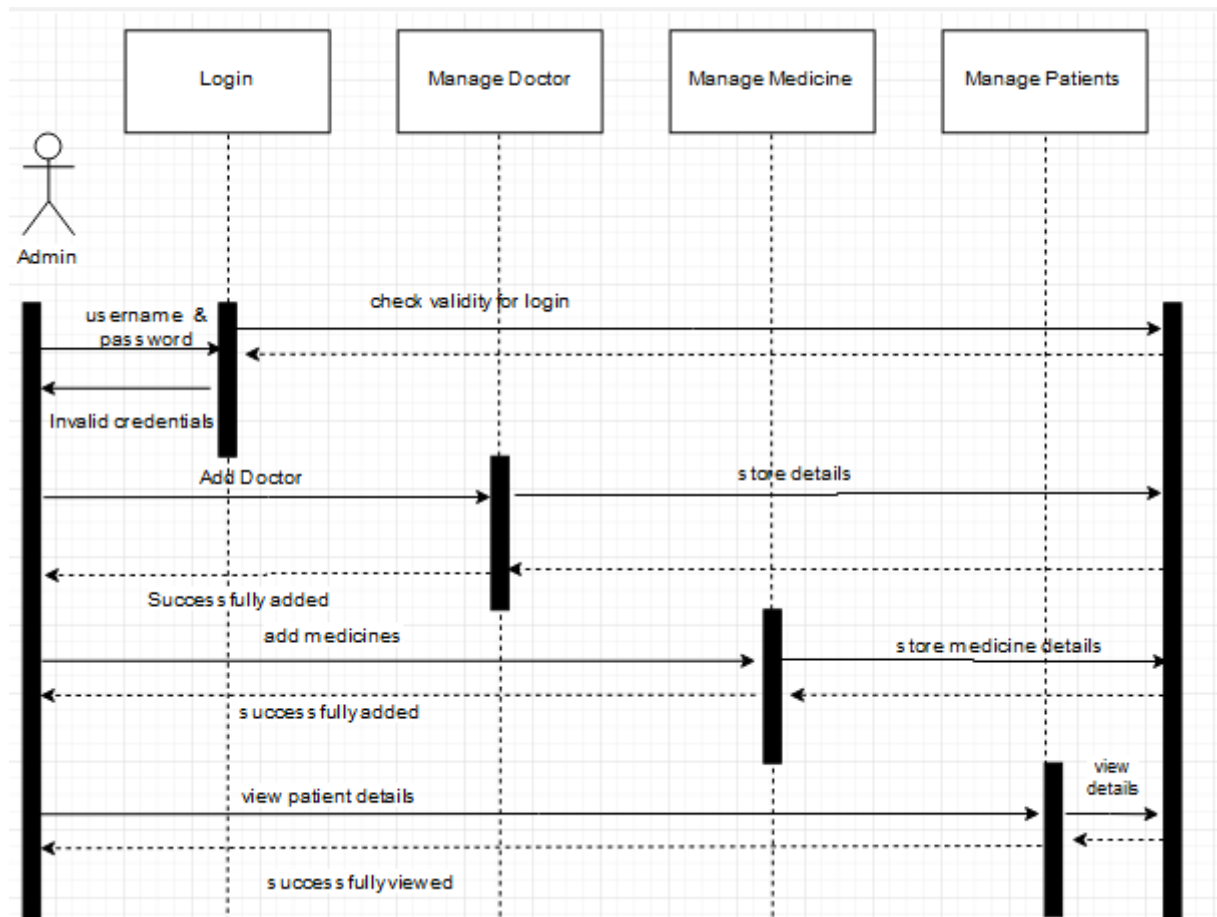 Login
Manage Doctor
Manage Medicine
Manage Patients
Admin
check validity for login
username &
password
Invalid credentials
Add Doctor
store details
Successfully added
add medicines
store medicine details
successfully added
view
details
view patient details
successfully viewed